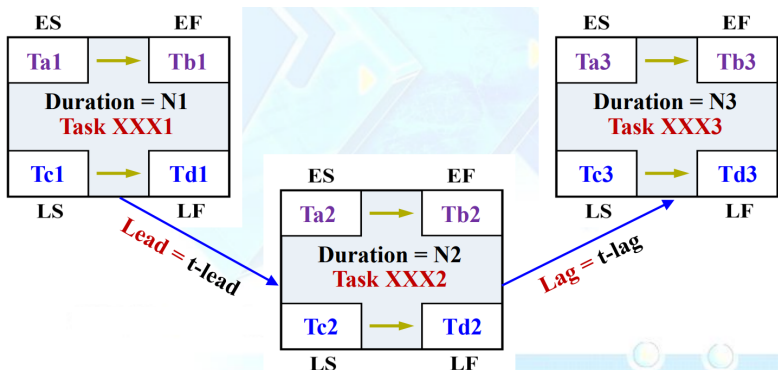 ES EF
Ta1 Tb1
Duration = N1
Task XXX1
Tc1 Td1
LS LF
Lead = t-lead
ES EF
Ta2 Tb2
Duration = N2
Task XXX2
Tc2 Td2
LS LF
Lag = t-lag
ES EF
Ta3 Tb3
Duration = N3
Task XXX3
Tc3 Td3
LS LF